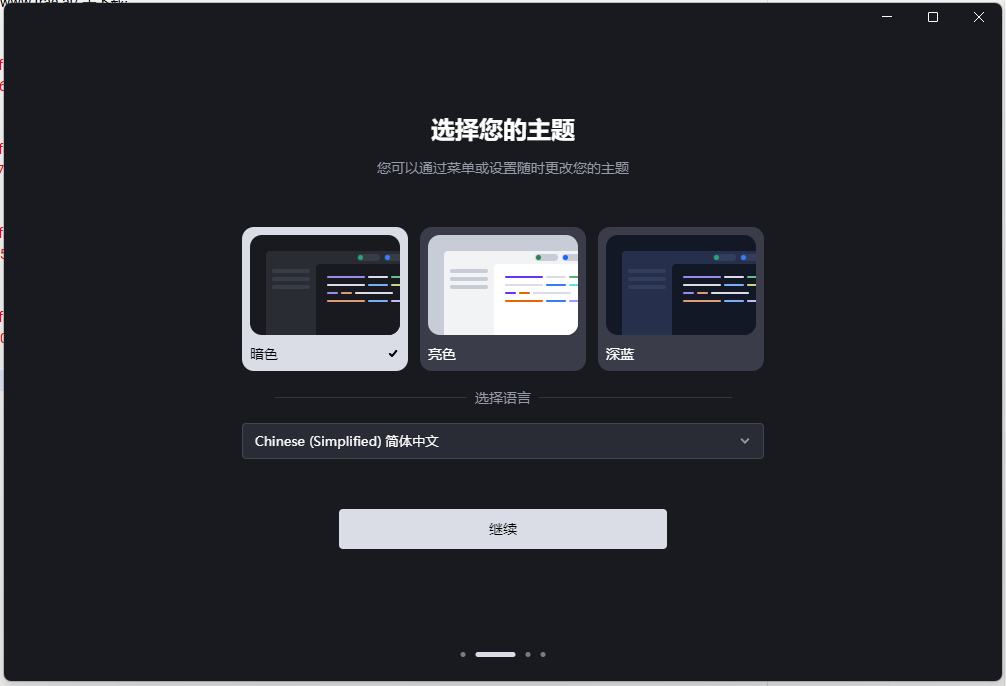 选择您的主题
您可以通过菜单或设置随时更改您的主题
暗色
亮色
深蓝
选择语言
Chinese (Simplified) 简体中文
继续